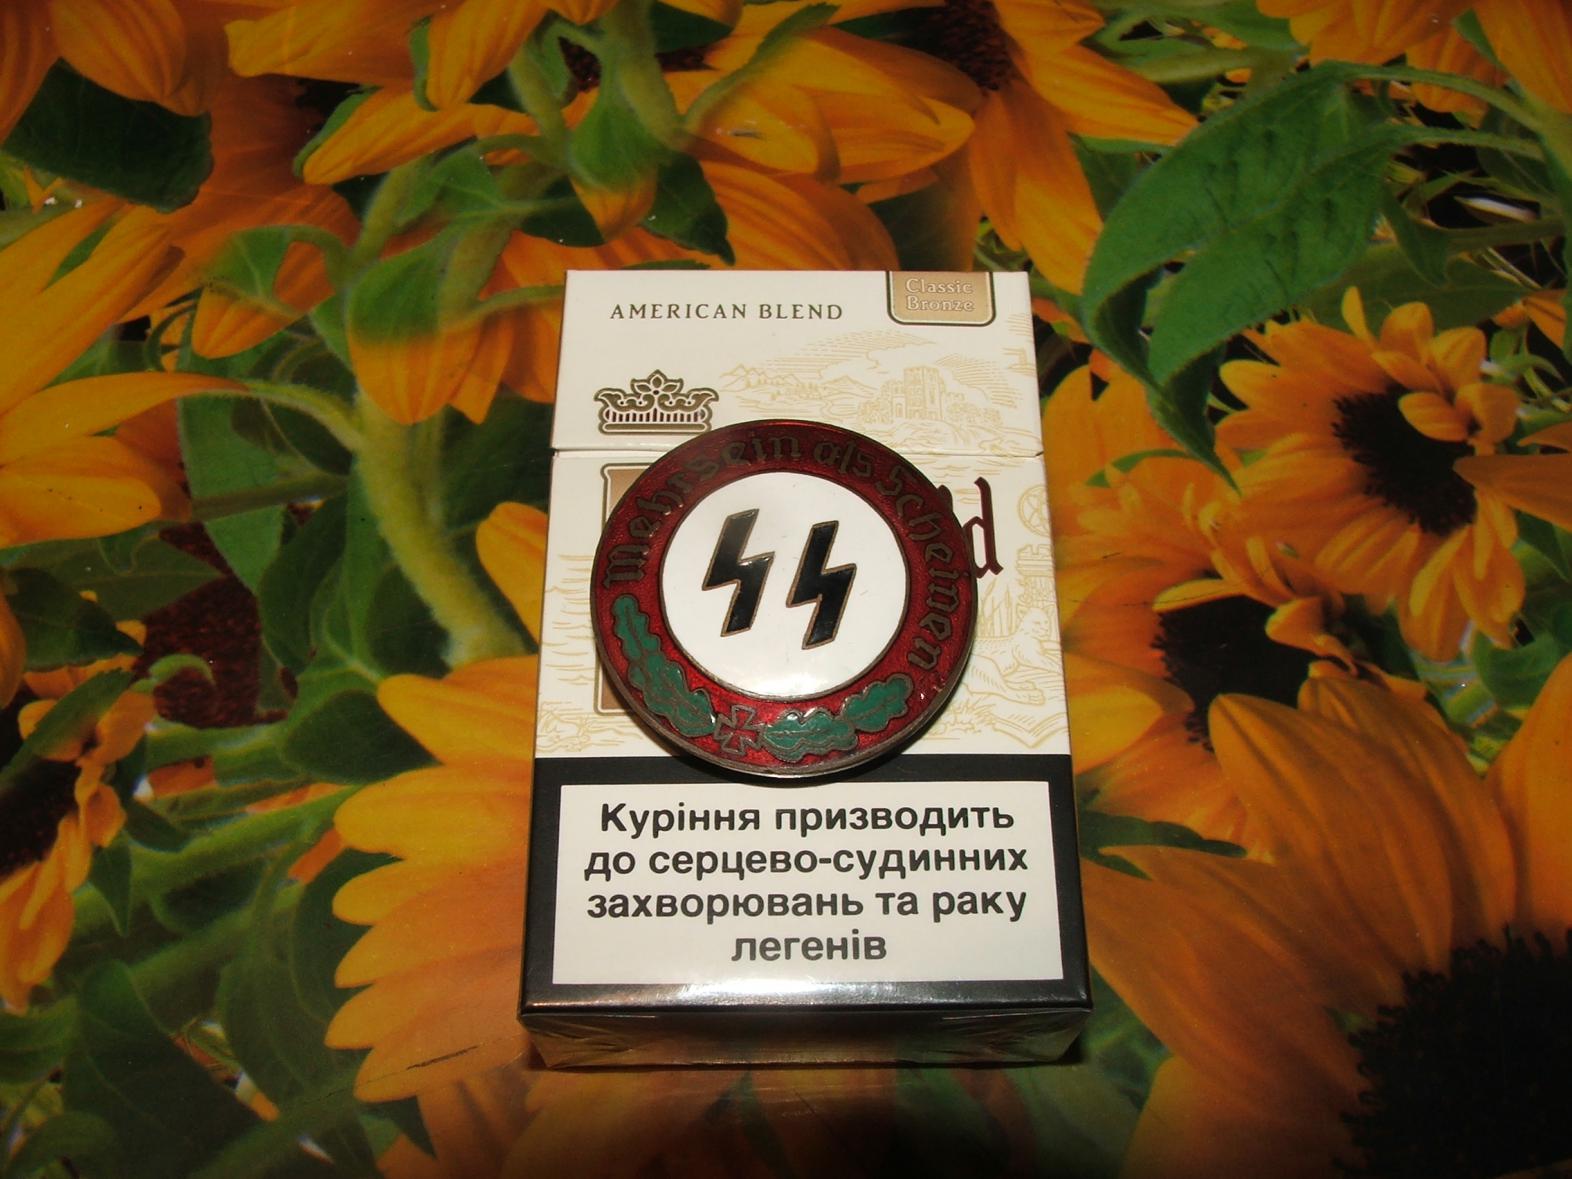 AMERICAN BLEND
Classic
Bronze
Mehr sein als scheinen
d
Куріння призводить
до серцево-судинних
захворювань та раку
легенів